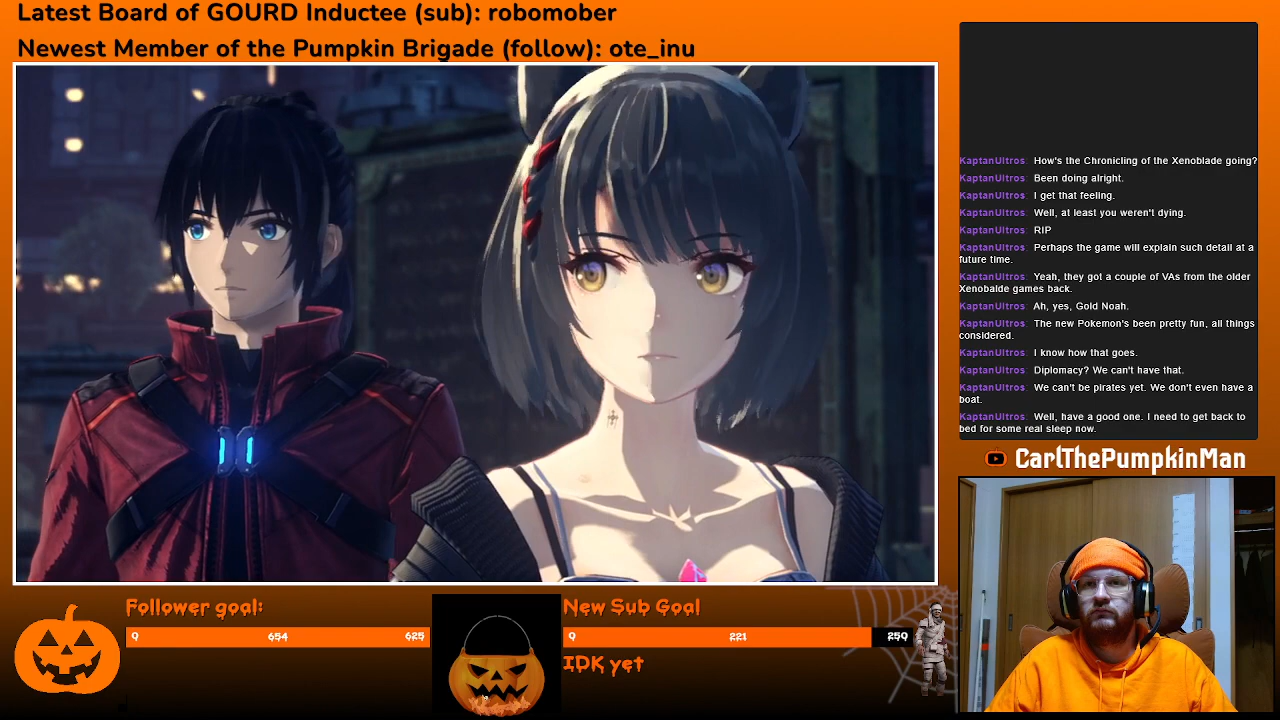 Latest Board of GOURD Inductee (sub): robomober
Newest Member of the Pumpkin Brigade (follow): ote_inu
KaptanUltros: How's the Chronicling of the Xenoblade going?
KaptanUltros: Been doing alright.
KaptanUltros: I get that feeling.
KaptanUltros: Well, at least you weren't dying.
KaptanUltros: RIP
KaptanUltros: Perhaps the game will explain such detail at a
future time.
KaptanUltros: Yeah, they got a couple of VAs from the older
Xenobalde games back.
KaptanUltros: Ah, yes, Gold Noah.
KaptanUltros: The new Pokemon's been pretty fun, all things
considered.
KaptanUltros: I know how that goes.
KaptanUltros: Diplomacy? We can't have that.
KaptanUltros: We can't be pirates yet. We don't even have a
boat.
KaptanUltros: Well, have a good one. I need to get back to
bed for some real sleep now.
CarlThePumpkinMan
Follower goal:
0 654 625
New Sub Goal
0 221 250
IDK yet